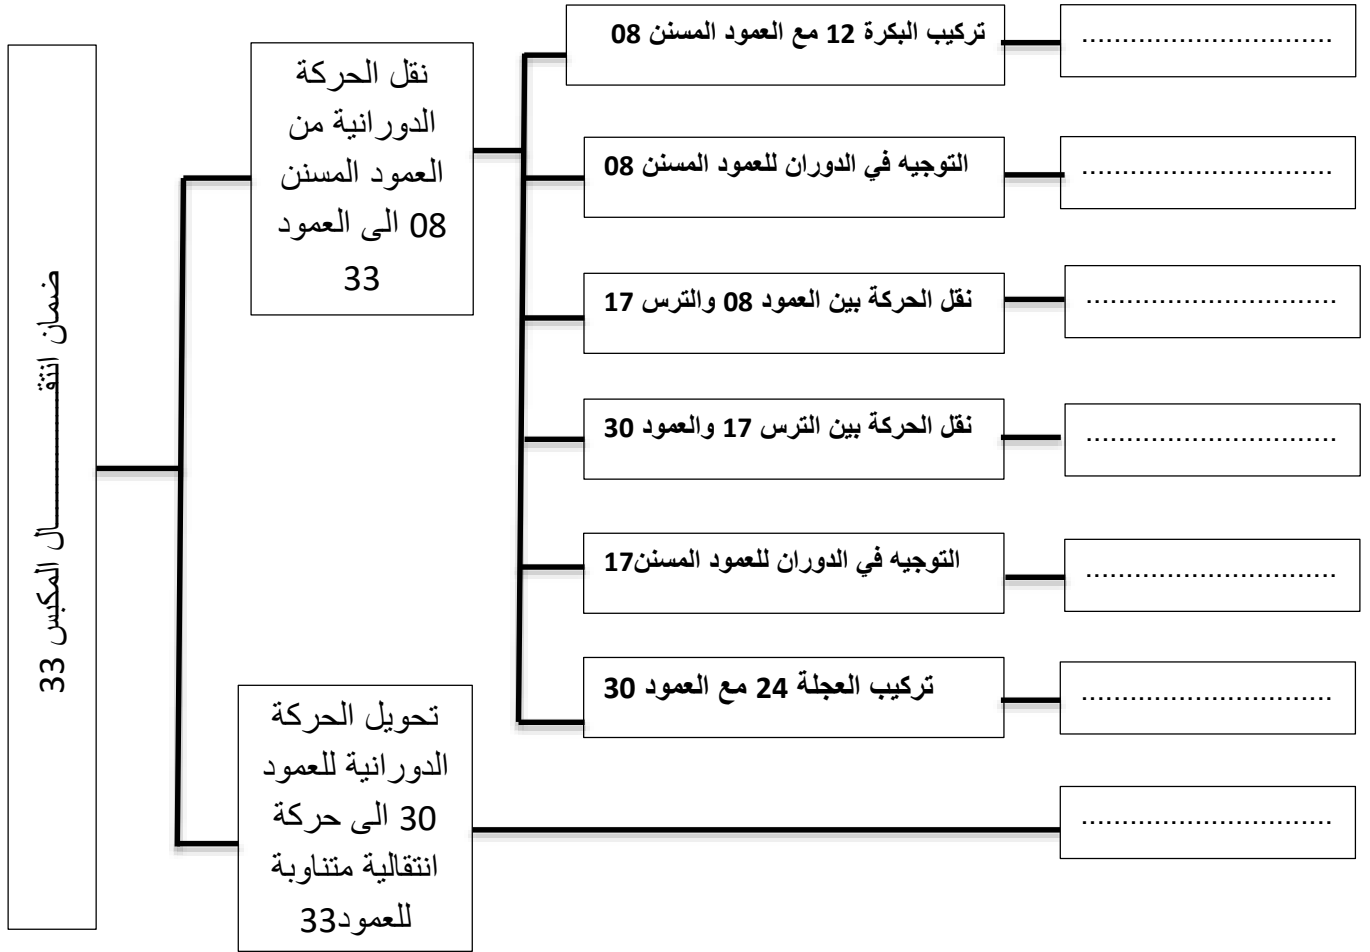 ضمان انتقـــــــــــال المكبس 33
نقل الحركة
الدورانية من
العمود المسنن
08 الى العمود
33
تركيب البكرة 12 مع العمود المسنن 08
..............................
التوجيه في الدوران للعمود المسنن 08
..............................
نقل الحركة بين العمود 08 والترس 17
..............................
نقل الحركة بين الترس 17 والعمود 30
..............................
التوجيه في الدوران للعمود المسنن17
..............................
تركيب العجلة 24 مع العمود 30
..............................
تحويل الحركة
الدورانية للعمود
30 الى حركة
انتقالية متناوبة
للعمود33
..............................